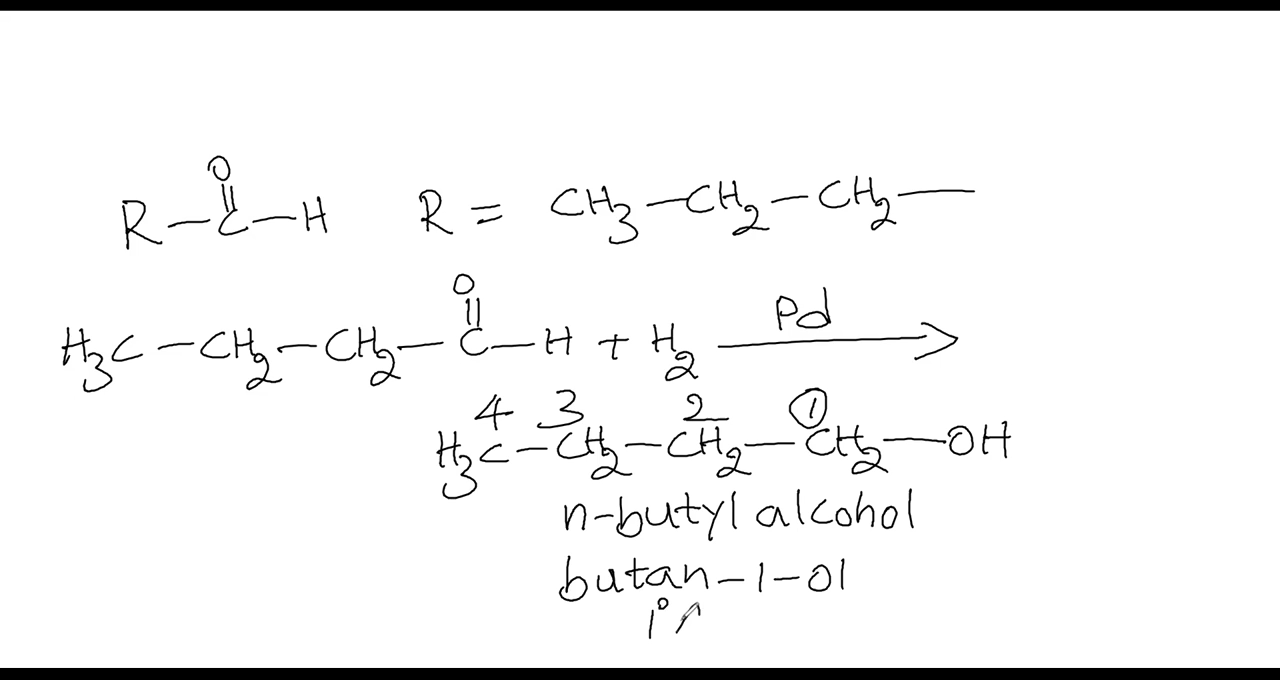 O
R-C-H R = CH3-CH2-CH2-
O
H3C-CH2-CH2-C-H + H2 Pd
4 3 2 1
H3C-CH2-CH2-CH2-OH
n-butyl alcohol
butan-1-ol
1°